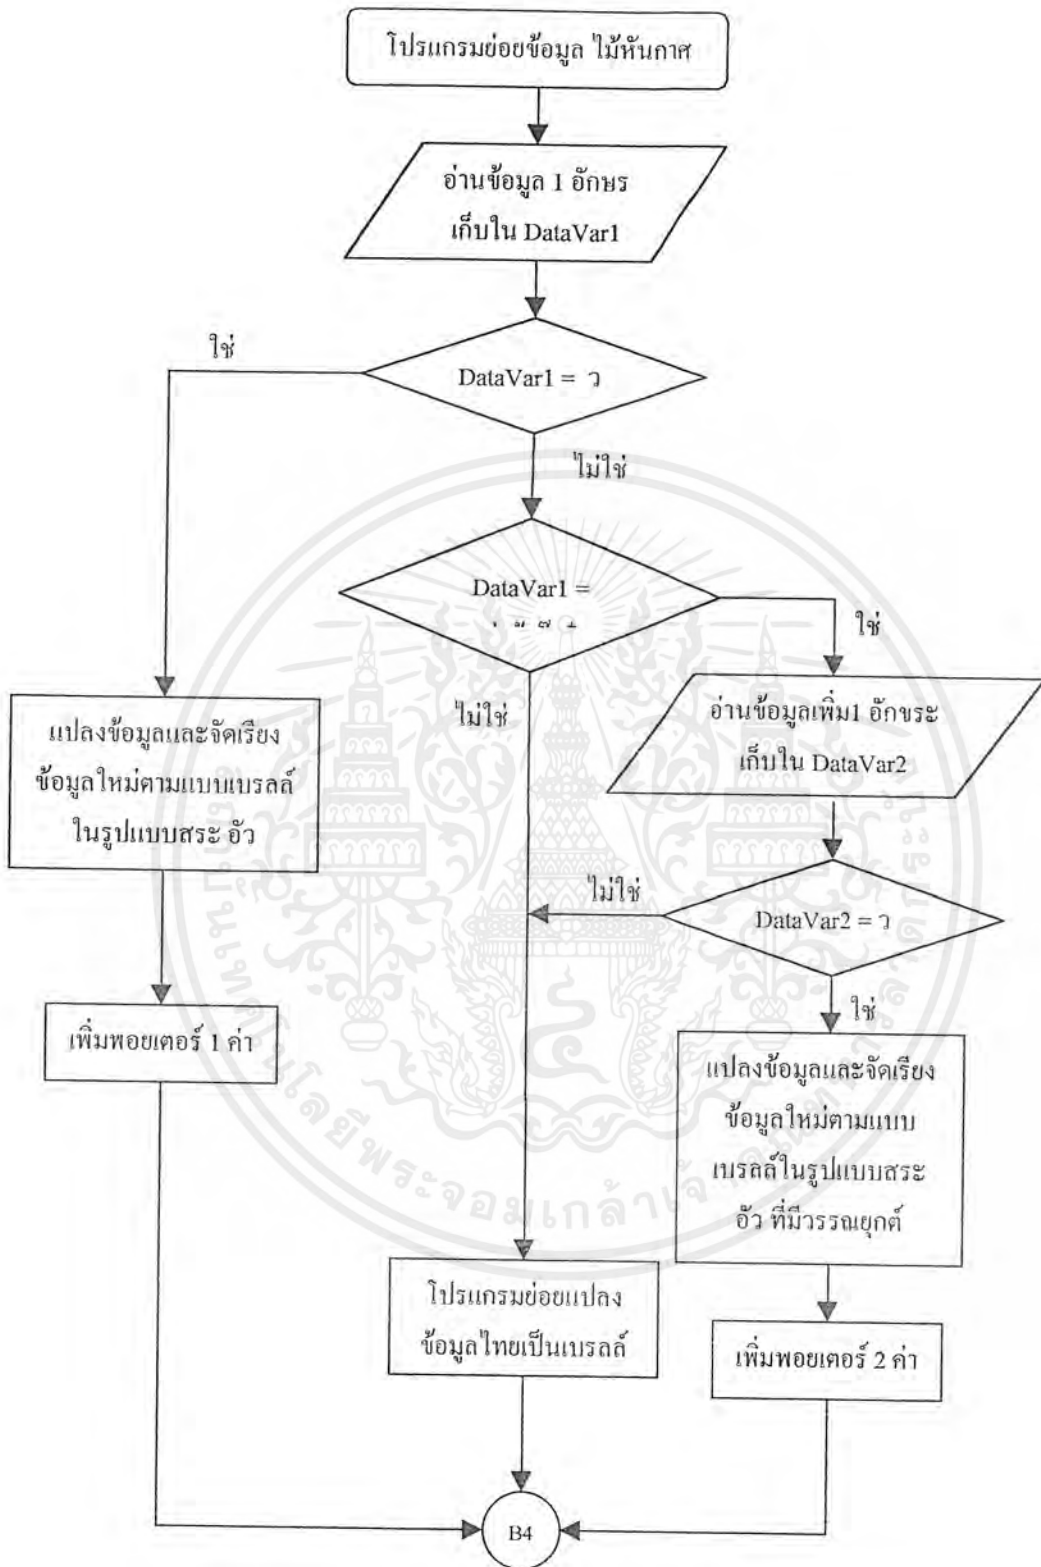 โปรแกรมย่อยข้อมูล ไม้หันกาศ
อ่านข้อมูล 1 อักษร
เก็บใน DataVar1
ใช่
DataVar1 = ว
ไม่ใช่
DataVar1 =
่ ้ ๊ ๋
ใช่
ไม่ใช่
อ่านข้อมูลเพิ่ม1 อักขระ
เก็บใน DataVar2
แปลงข้อมูลและจัดเรียง
ข้อมูลใหม่ตามแบบเบรลล์
ในรูปแบบสระ อัว
ไม่ใช่
DataVar2 = ว
ใช่
เพิ่มพอยเตอร์ 1 ค่า
แปลงข้อมูลและจัดเรียง
ข้อมูลใหม่ตามแบบ
เบรลล์ในรูปแบบสระ
อัว ที่มีวรรณยุกต์
โปรแกรมย่อยแปลง
ข้อมูลไทยเป็นเบรลล์
เพิ่มพอยเตอร์ 2 ค่า
B4